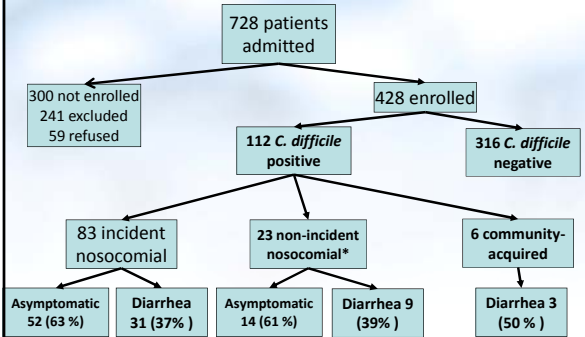 728 patients
admitted
300 not enrolled
241 excluded
59 refused
428 enrolled
112 C. difficile
positive
316 C. difficile
negative
83 incident
nosocomial
23 non-incident
nosocomial*
6 community-
acquired
Asymptomatic
52 (63 %)
Diarrhea
31 (37% )
Asymptomatic
14 (61 %)
Diarrhea 9
(39% )
Diarrhea 3
(50 % )